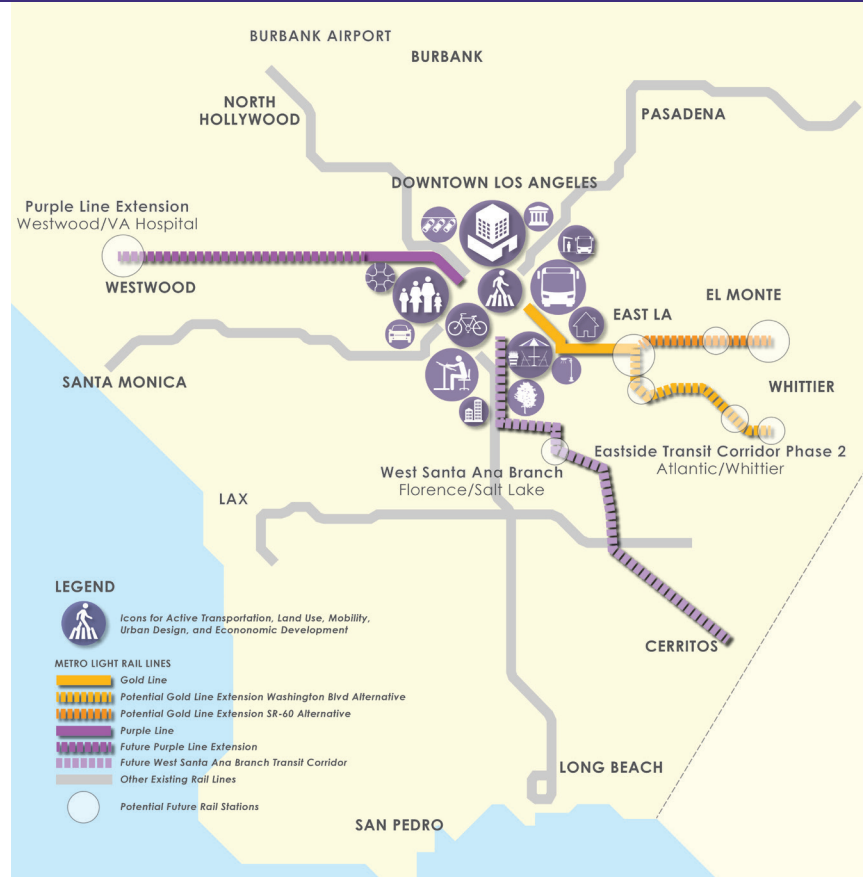 BURBANK AIRPORT
BURBANK
NORTH
HOLLYWOOD
PASADENA
DOWNTOWN LOS ANGELES
Purple Line Extension
Westwood/VA Hospital
WESTWOOD
EL MONTE
EAST LA
SANTA MONICA
WHITTIER
Eastside Transit Corridor Phase 2
Atlantic/Whittier
West Santa Ana Branch
Florence/Salt Lake
LAX
LEGEND
Icons for Active Transportation, Land Use, Mobility,
Urban Design, and Econonomic Development
METRO LIGHT RAIL LINES
Gold Line
Potential Gold Line Extension Washington Blvd Alternative
Potential Gold Line Extension SR-60 Alternative
Purple Line
Future Purple Line Extension
Future West Santa Ana Branch Transit Corridor
Other Existing Rail Lines
Potential Future Rail Stations
CERRITOS
LONG BEACH
SAN PEDRO